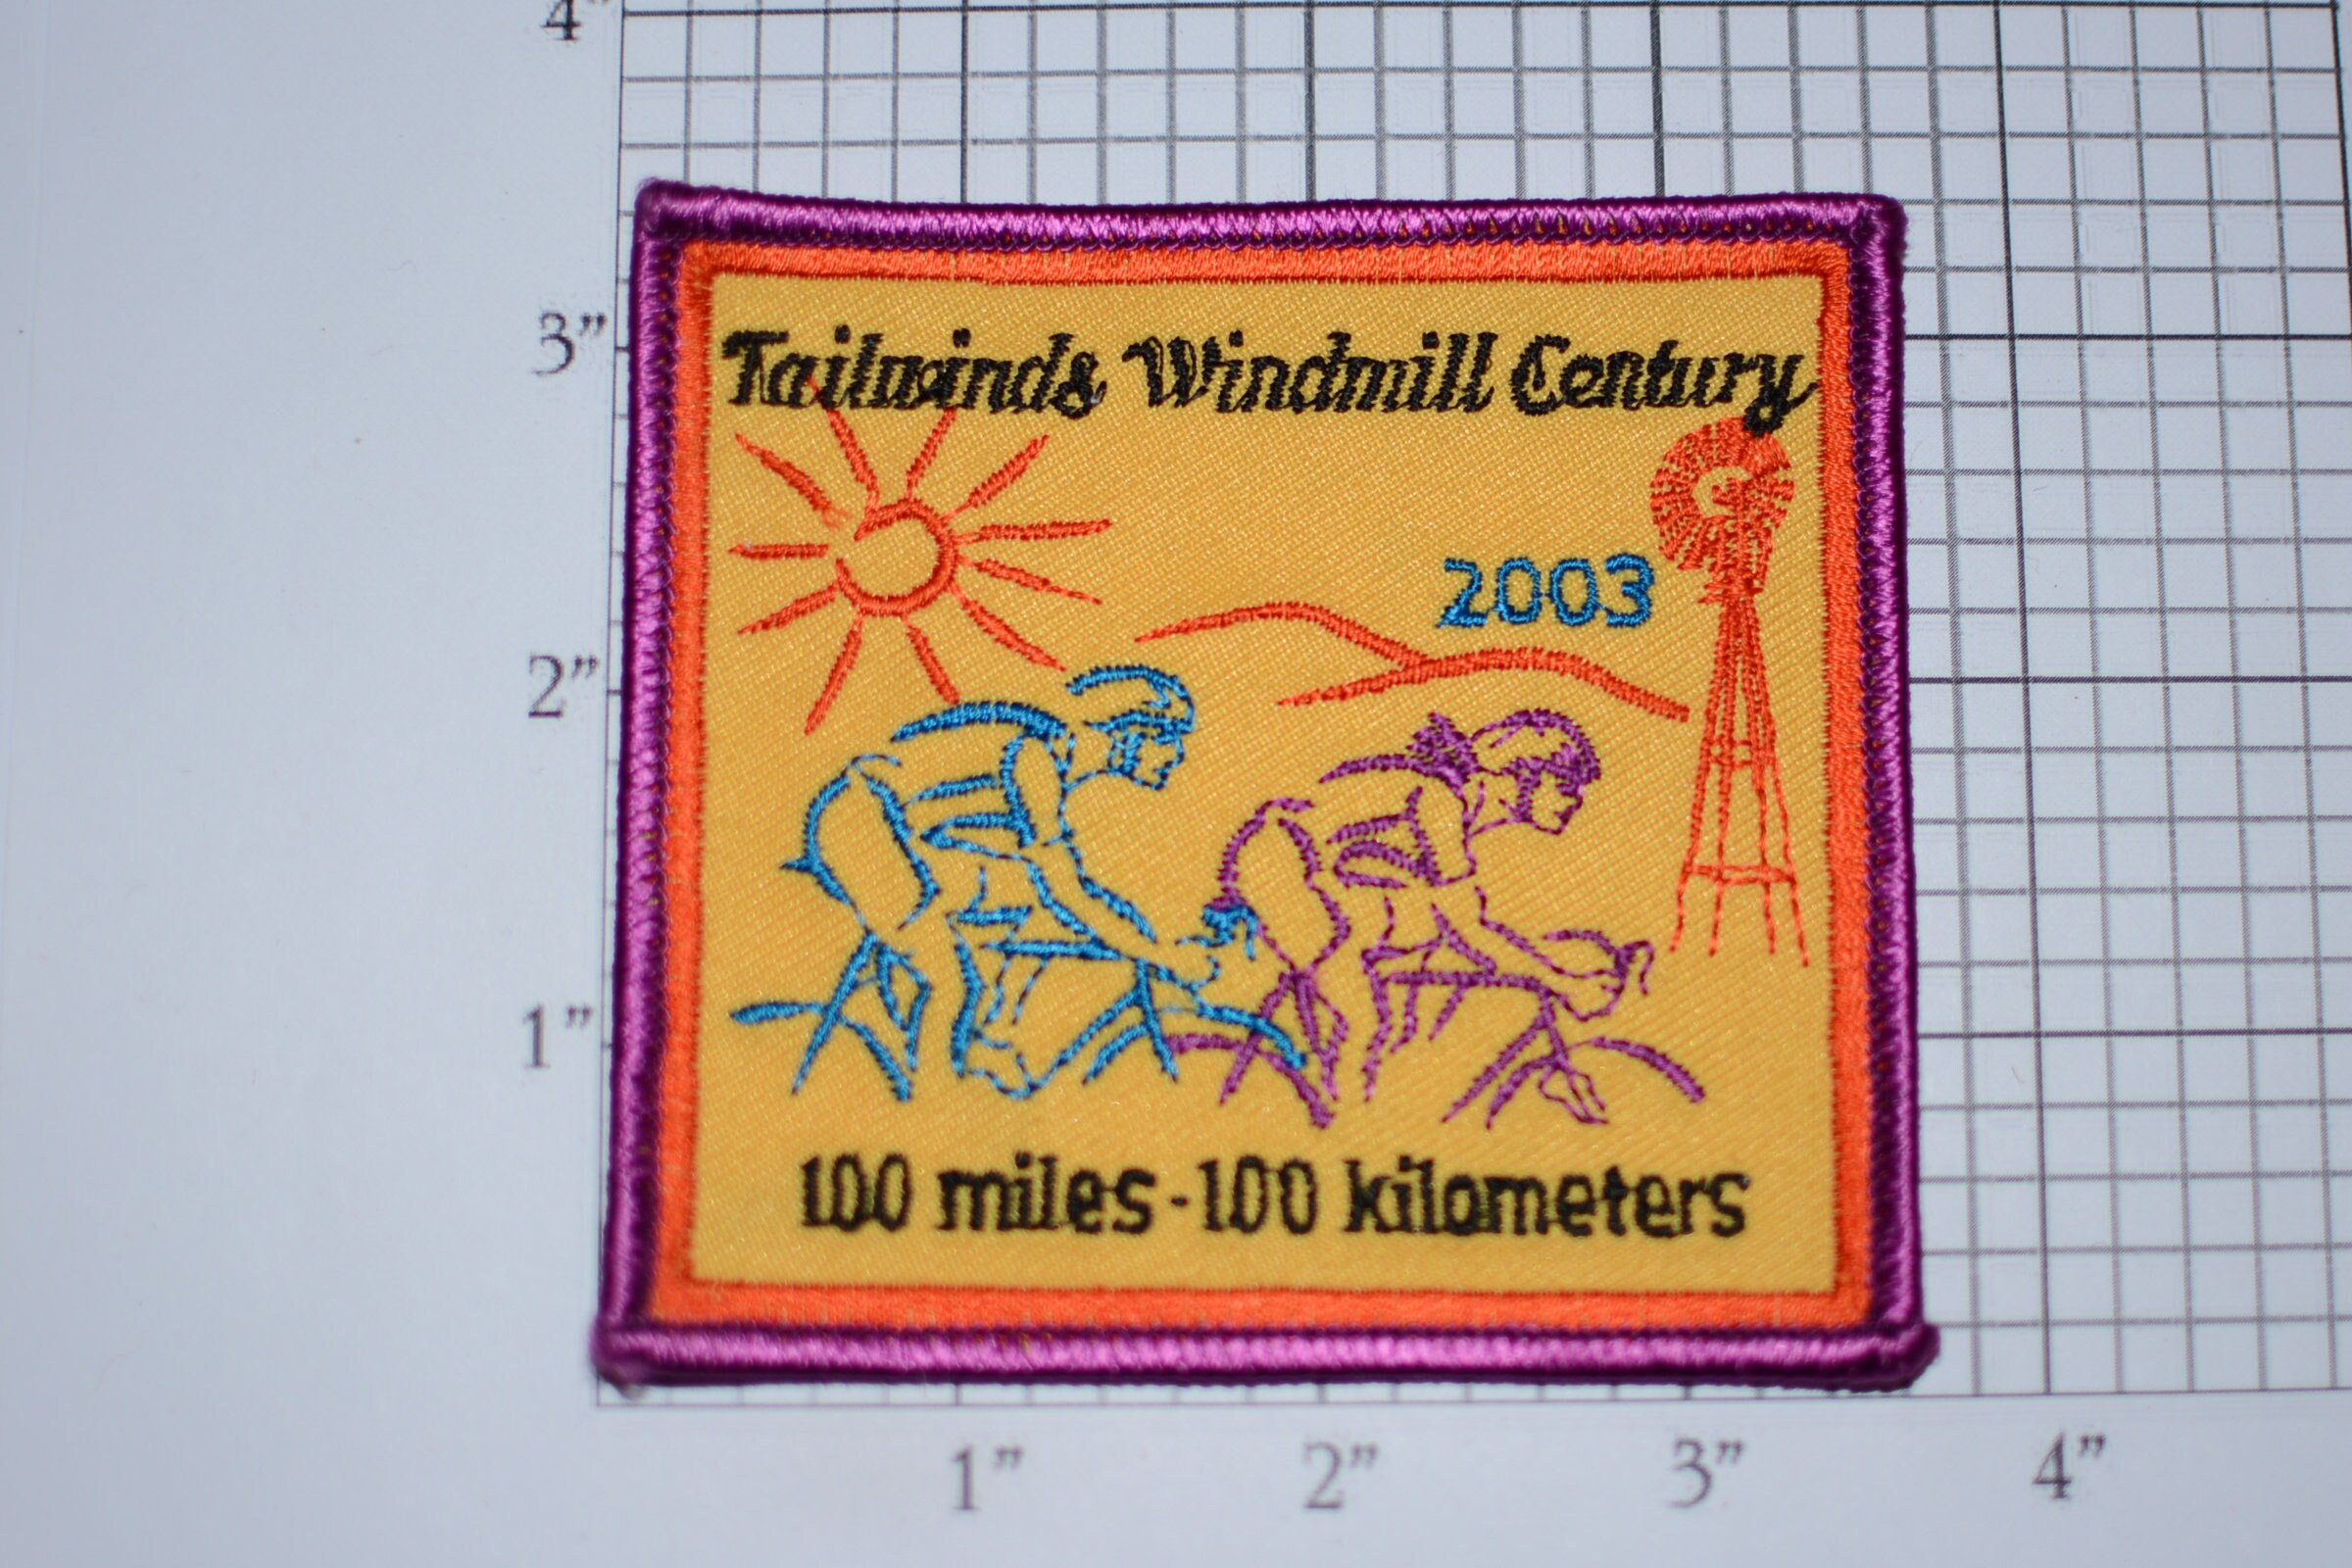 4"
Tailwinds Windmill Century
3"
2003
2"
1"
100 miles - 100 kilometers
1" 2" 3" 4"